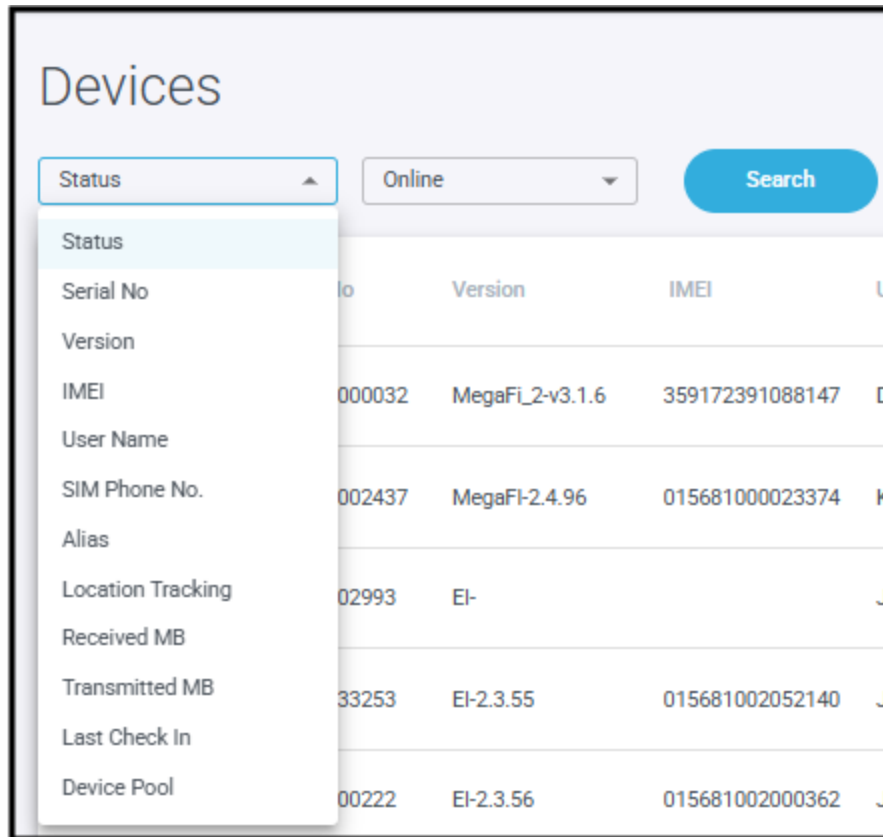 Devices
Status Online Search
Status
Serial No
Version
IMEI
User Name
SIM Phone No.
Alias
Location Tracking
Received MB
Transmitted MB
Last Check In
Device Pool
Version IMEI
000032 MegaFi_2-v3.1.6 359172391088147
002437 MegaFI-2.4.96 015681000023374
02993 EI-
33253 EI-2.3.55 015681002052140
00222 EI-2.3.56 015681002000362